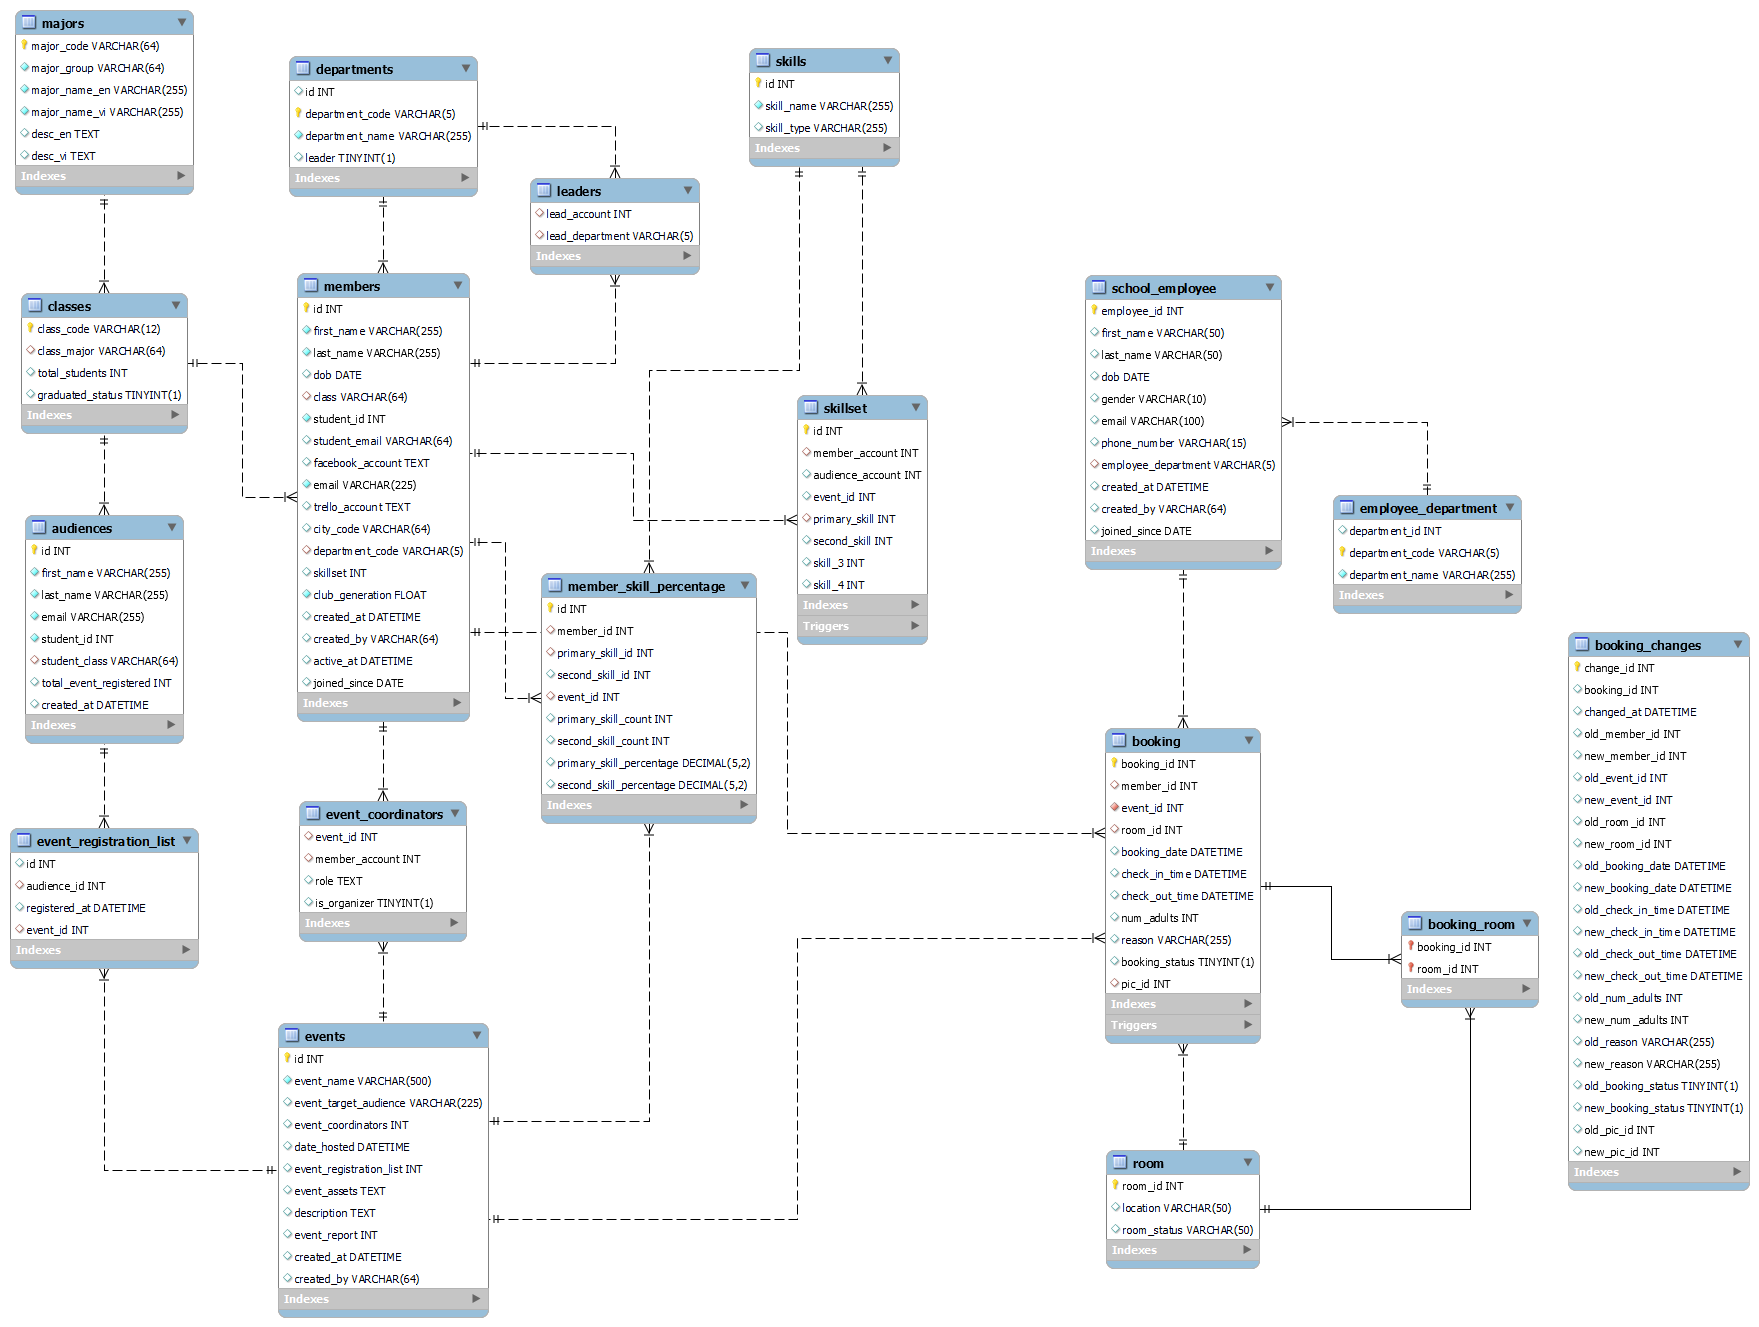 majors
major_code VARCHAR(64)
major_group VARCHAR(64)
major_name_en VARCHAR(255)
major_name_vi VARCHAR(255)
desc_en TEXT
desc_vi TEXT
Indexes
departments
id INT
department_code VARCHAR(5)
department_name VARCHAR(255)
leader TINYINT(1)
Indexes
skills
id INT
skill_name VARCHAR(255)
skill_type VARCHAR(255)
Indexes
leaders
lead_account INT
lead_department VARCHAR(5)
Indexes
classes
class_code VARCHAR(12)
class_major VARCHAR(64)
total_students INT
graduated_status TINYINT(1)
Indexes
members
id INT
first_name VARCHAR(255)
last_name VARCHAR(255)
dob DATE
class VARCHAR(64)
student_id INT
student_email VARCHAR(64)
facebook_account TEXT
email VARCHAR(225)
trello_account TEXT
city_code VARCHAR(64)
department_code VARCHAR(5)
skillset INT
club_generation FLOAT
created_at DATETIME
created_by VARCHAR(64)
active_at DATETIME
joined_since DATE
Indexes
school_employee
employee_id INT
first_name VARCHAR(50)
last_name VARCHAR(50)
dob DATE
gender VARCHAR(10)
email VARCHAR(100)
phone_number VARCHAR(15)
employee_department VARCHAR(5)
created_at DATETIME
created_by VARCHAR(64)
joined_since DATE
Indexes
skillset
id INT
member_account INT
audience_account INT
event_id INT
primary_skill INT
second_skill INT
skill_3 INT
skill_4 INT
Indexes
Triggers
employee_department
department_id INT
department_code VARCHAR(5)
department_name VARCHAR(255)
Indexes
audiences
id INT
first_name VARCHAR(255)
last_name VARCHAR(255)
email VARCHAR(255)
student_id INT
student_class VARCHAR(64)
total_event_registered INT
created_at DATETIME
Indexes
member_skill_percentage
id INT
member_id INT
primary_skill_id INT
second_skill_id INT
event_id INT
primary_skill_count INT
second_skill_count INT
primary_skill_percentage DECIMAL(5,2)
second_skill_percentage DECIMAL(5,2)
Indexes
booking_changes
change_id INT
booking_id INT
changed_at DATETIME
old_member_id INT
new_member_id INT
old_event_id INT
new_event_id INT
old_room_id INT
new_room_id INT
old_booking_date DATETIME
new_booking_date DATETIME
old_check_in_time DATETIME
new_check_in_time DATETIME
old_check_out_time DATETIME
new_check_out_time DATETIME
old_num_adults INT
new_num_adults INT
old_reason VARCHAR(255)
new_reason VARCHAR(255)
old_booking_status TINYINT(1)
new_booking_status TINYINT(1)
old_pic_id INT
new_pic_id INT
Indexes
booking
booking_id INT
member_id INT
event_id INT
room_id INT
booking_date DATETIME
check_in_time DATETIME
check_out_time DATETIME
num_adults INT
reason VARCHAR(255)
booking_status TINYINT(1)
pic_id INT
Indexes
Triggers
event_coordinators
event_id INT
member_account INT
role TEXT
is_organizer TINYINT(1)
Indexes
event_registration_list
id INT
audience_id INT
registered_at DATETIME
event_id INT
Indexes
booking_room
booking_id INT
room_id INT
Indexes
events
id INT
event_name VARCHAR(500)
event_target_audience VARCHAR(225)
event_coordinators INT
date_hosted DATETIME
event_registration_list INT
event_assets TEXT
description TEXT
event_report INT
created_at DATETIME
created_by VARCHAR(64)
Indexes
room
room_id INT
location VARCHAR(50)
room_status VARCHAR(50)
Indexes